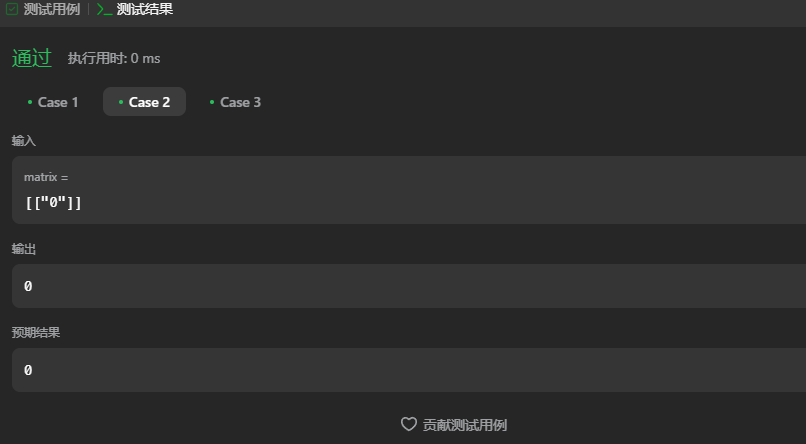 测试用例 | >_ 测试结果
通过 执行用时: 0 ms
• Case 1 • Case 2 • Case 3
输入
matrix =
[["0"]]
输出
0
预期结果
0
贡献测试用例